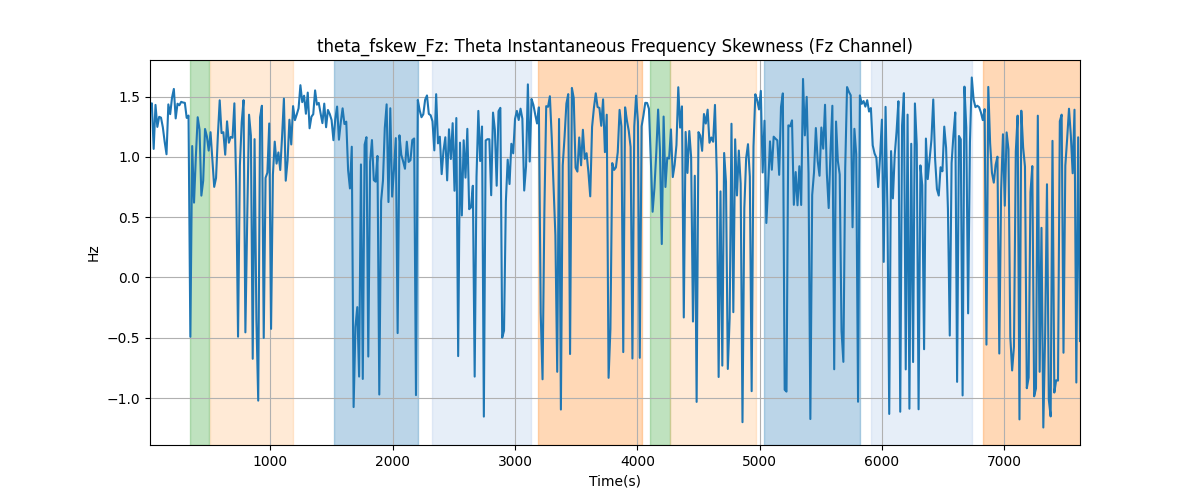 theta_fskew_Fz: Theta Instantaneous Frequency Skewness (Fz Channel)
Hz
1.5
1.0
0.5
0.0
−0.5
−1.0
1000 2000 3000 4000 5000 6000 7000
Time(s)